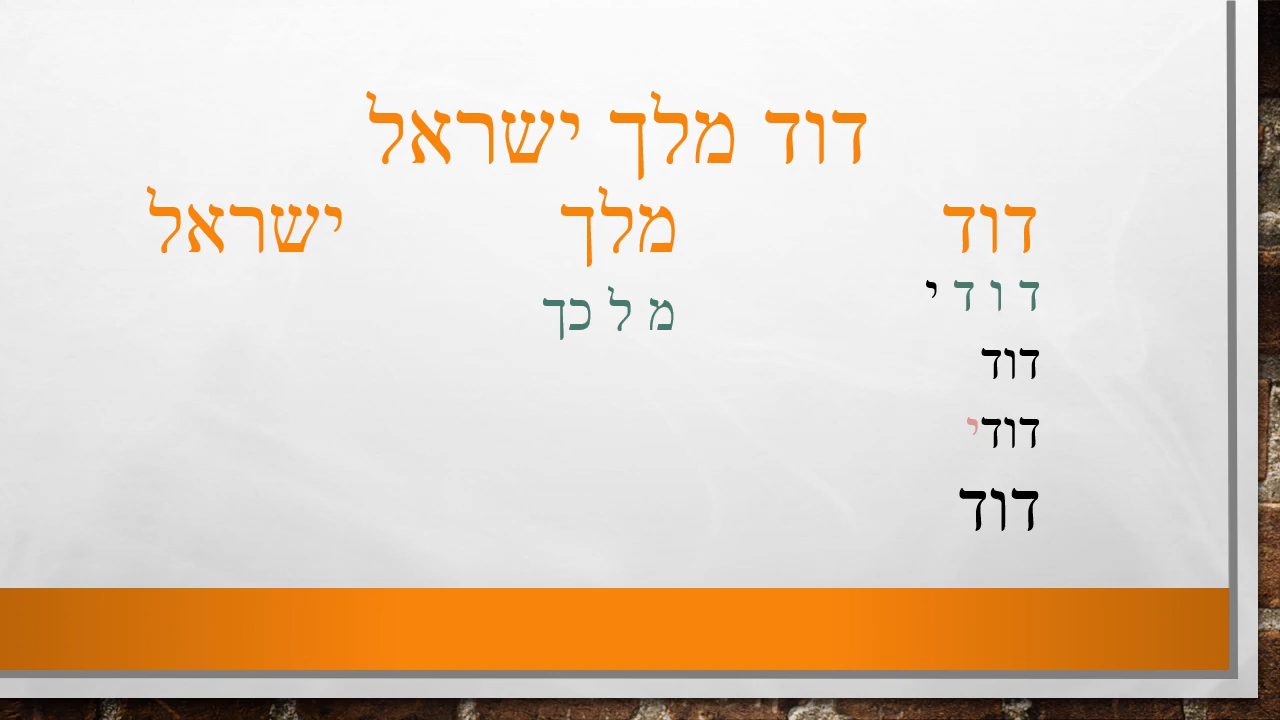 דוד מלך ישראל
דוד מלך ישראל
ד ו ד י
מ ל כך
דוד
דודי
דוד